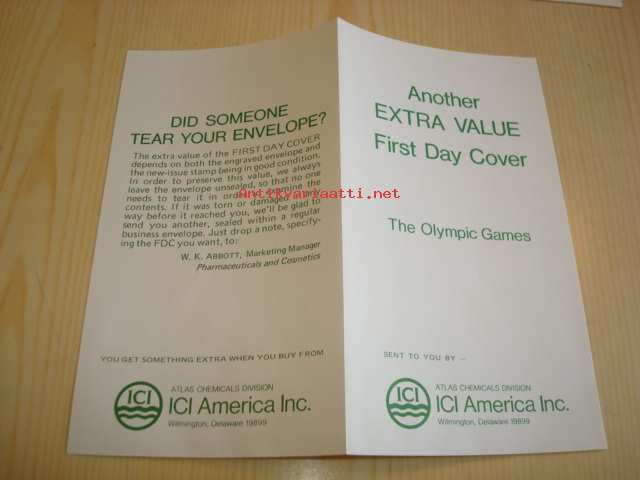 DID SOMEONE
TEAR YOUR ENVELOPE?
The extra value of the FIRST DAY COVER
depends on both the engraved envelope and
the new-issue stamp being in good condition.
In order to preserve this value, we always
leave the envelope unsealed, so that no one
needs to tear it in order to examine the
contents. If it was torn or damaged in any
way before it reached you, we'll be glad to
send you another, sealed within a regular
business envelope. Just drop a note, specify-
ing the FDC you want, to:
W. K. ABBOTT, Marketing Manager
Pharmaceuticals and Cosmetics
YOU GET SOMETHING EXTRA WHEN YOU BUY FROM
ICI
ATLAS CHEMICALS DIVISION
ICI America Inc.
Wilmington, Delaware 19899
Another
EXTRA VALUE
First Day Cover
The Olympic Games
SENT TO YOU BY –
ICI
ATLAS CHEMICALS DIVISION
ICI America Inc.
Wilmington, Delaware 19899
Antikvariaatti.net